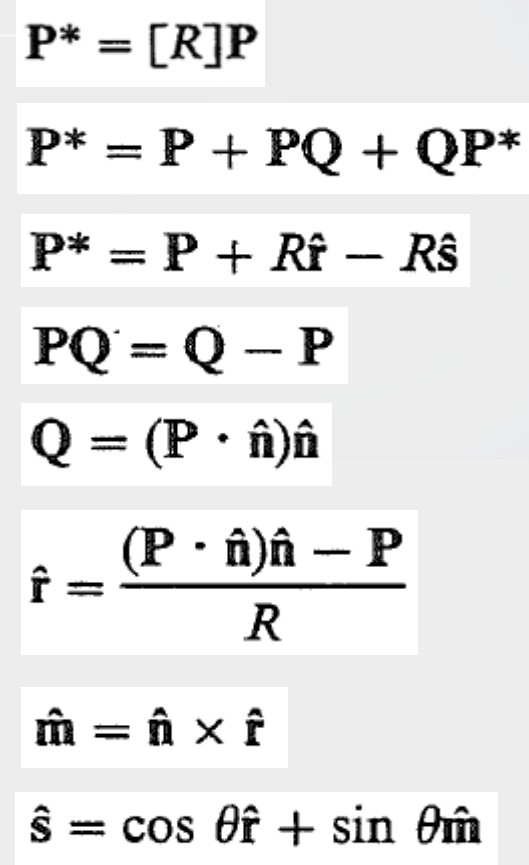 P* = [R]P
P* = P + PQ + QP*
P* = P + Rr̂ − Rŝ
PQ = Q − P
Q = (P · n̂)n̂
r̂ = (P · n̂)n̂ − P / R
m̂ = n̂ × r̂
ŝ = cos θr̂ + sin θm̂